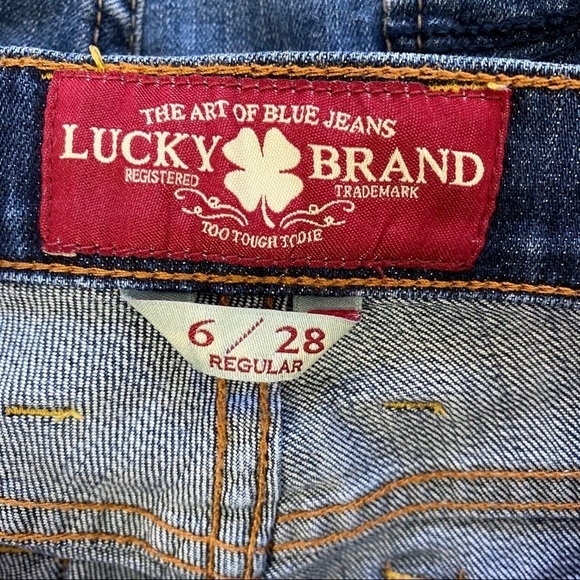 THE ART OF BLUE JEANS
LUCKY BRAND
REGISTERED TRADEMARK
TOO TOUGH TO DIE
6 / 28
REGULAR